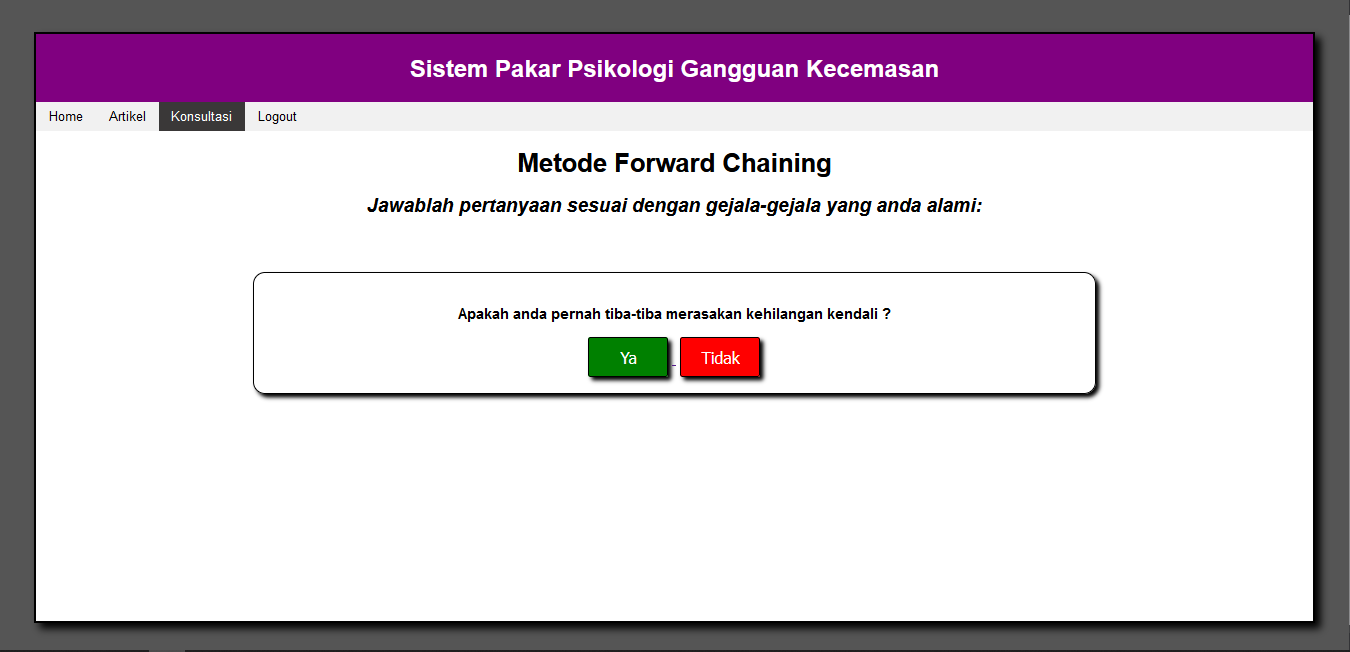 Sistem Pakar Psikologi Gangguan Kecemasan
Home Artikel Konsultasi Logout
Metode Forward Chaining
Jawablah pertanyaan sesuai dengan gejala-gejala yang anda alami:
Apakah anda pernah tiba-tiba merasakan kehilangan kendali ?
Ya Tidak